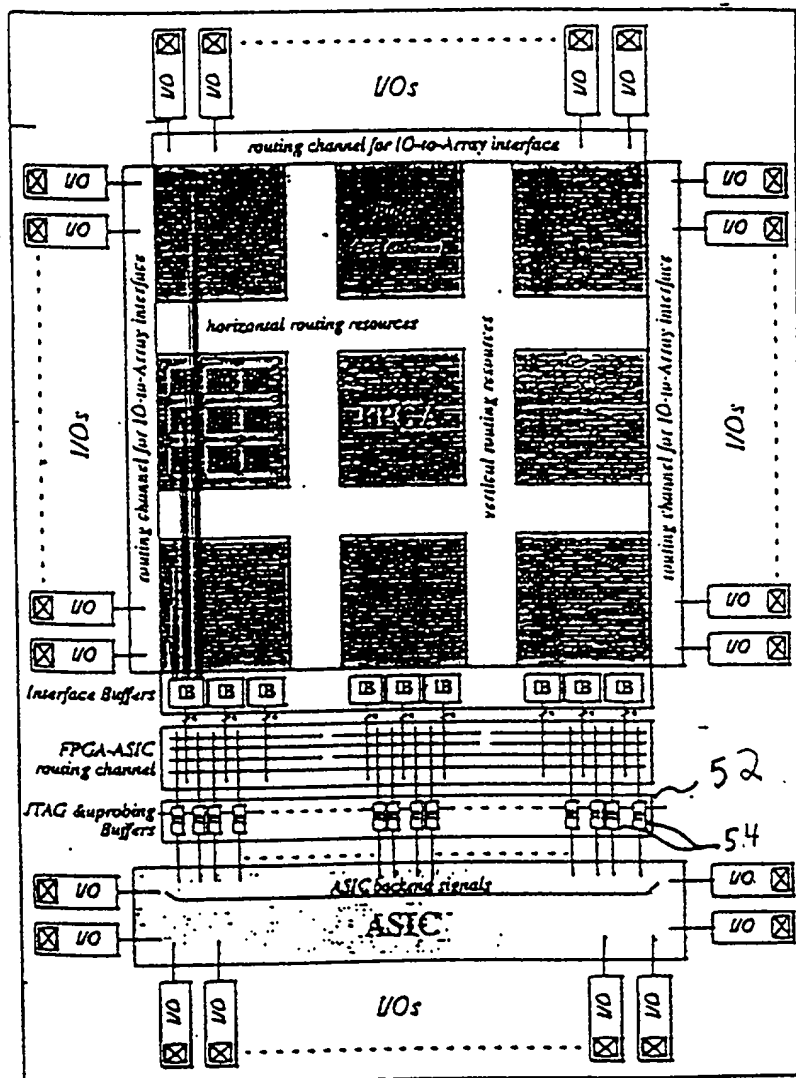 I/O I/O I/O I/O
I/Os
routing channel for IO-to-Array interface
I/O
I/O
I/O
I/O
routing channel for IO-to-Array interface
horizontal routing resources
vertical routing resources
routing channel for IO-to-Array interface
I/Os
FPGA
I/Os
I/O
I/O
I/O
I/O
Interface Buffers
IB IB IB IB IB IB IB IB IB
FPGA-ASIC
routing channel
52
JTAG &uprobing
Buffers
54
ASIC backend signals
I/O
I/O
ASIC
I/O
I/O
I/O I/O I/O I/O
I/Os